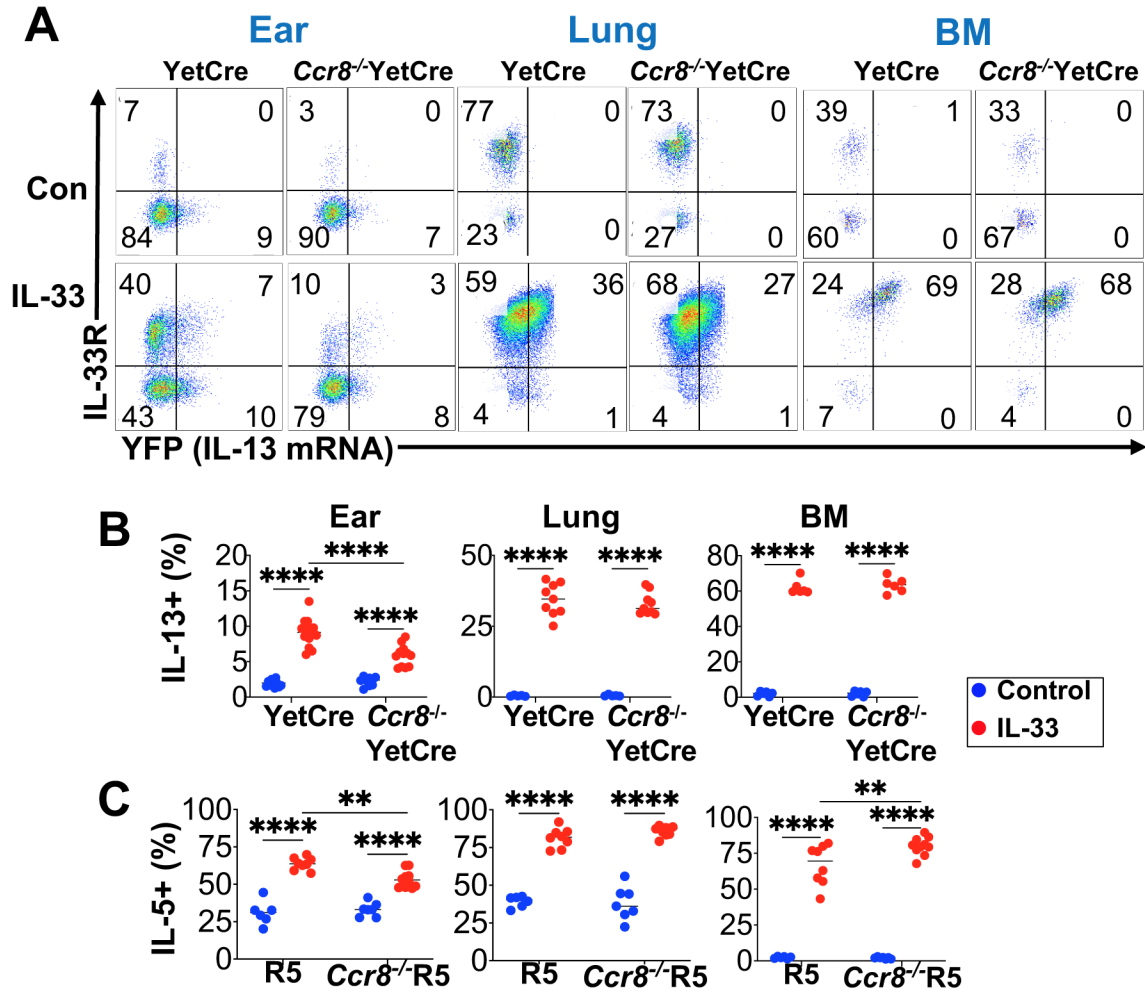 A
Ear Lung BM
YetCre Ccr8-/-YetCre YetCre Ccr8-/-YetCre YetCre Ccr8-/-YetCre
Con
7 0 3 0 77 0 73 0 39 1 33 0
84 9 90 7 23 0 27 0 60 0 67 0
IL-33
40 7 10 3 59 36 68 27 24 69 28 68
43 10 79 8 4 1 4 1 7 0 4 0
IL-33R
YFP (IL-13 mRNA)
B
Ear Lung BM
IL-13+ (%)
20 15 10 5 0
**** **** ****
YetCre Ccr8-/- YetCre
50 25 0
**** ****
YetCre Ccr8-/- YetCre
80 60 40 20 0
**** ****
YetCre Ccr8-/- YetCre
Control
IL-33
C
IL-5+ (%)
100 75 50 25 0
**** ** ****
R5 Ccr8-/-R5
100 75 50 25 0
**** ****
R5 Ccr8-/-R5
100 75 50 25 0
**** ** ****
R5 Ccr8-/-R5